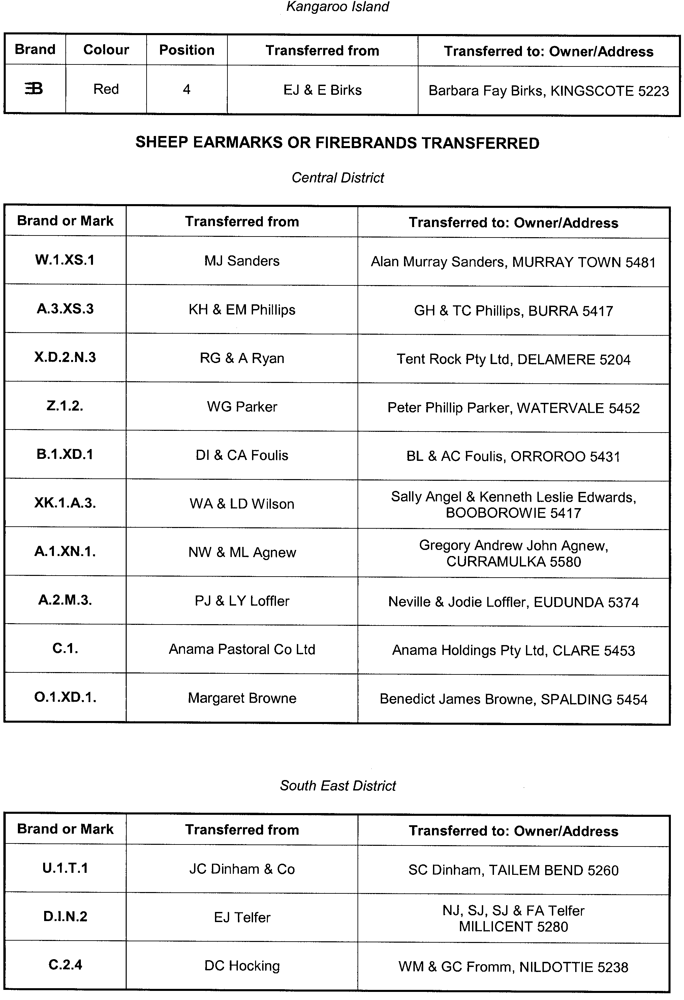 Kangaroo Island
Brand Colour Position Transferred from Transferred to: Owner/Address
Red 4 EJ & E Birks Barbara Fay Birks, KINGSCOTE 5223
SHEEP EARMARKS OR FIREBRANDS TRANSFERRED
Central District
Brand or Mark Transferred from Transferred to: Owner/Address
W.1.XS.1 MJ Sanders Alan Murray Sanders, MURRAY TOWN 5481
A.3.XS.3 KH & EM Phillips GH & TC Phillips, BURRA 5417
X.D.2.N.3 RG & A Ryan Tent Rock Pty Ltd, DELAMERE 5204
Z.1.2. WG Parker Peter Phillip Parker, WATERVALE 5452
B.1.XD.1 DI & CA Foulis BL & AC Foulis, ORROROO 5431
XK.1.A.3. WA & LD Wilson Sally Angel & Kenneth Leslie Edwards,
BOOBOROWIE 5417
A.1.XN.1. NW & ML Agnew Gregory Andrew John Agnew,
CURRAMULKA 5580
A.2.M.3. PJ & LY Loffler Neville & Jodie Loffler, EUDUNDA 5374
C.1. Anama Pastoral Co Ltd Anama Holdings Pty Ltd, CLARE 5453
O.1.XD.1. Margaret Browne Benedict James Browne, SPALDING 5454
South East District
Brand or Mark Transferred from Transferred to: Owner/Address
U.1.T.1 JC Dinham & Co SC Dinham, TAILEM BEND 5260
D.I.N.2 EJ Telfer NJ, SJ, SJ & FA Telfer
MILLICENT 5280
C.2.4 DC Hocking WM & GC Fromm, NILDOTTIE 5238